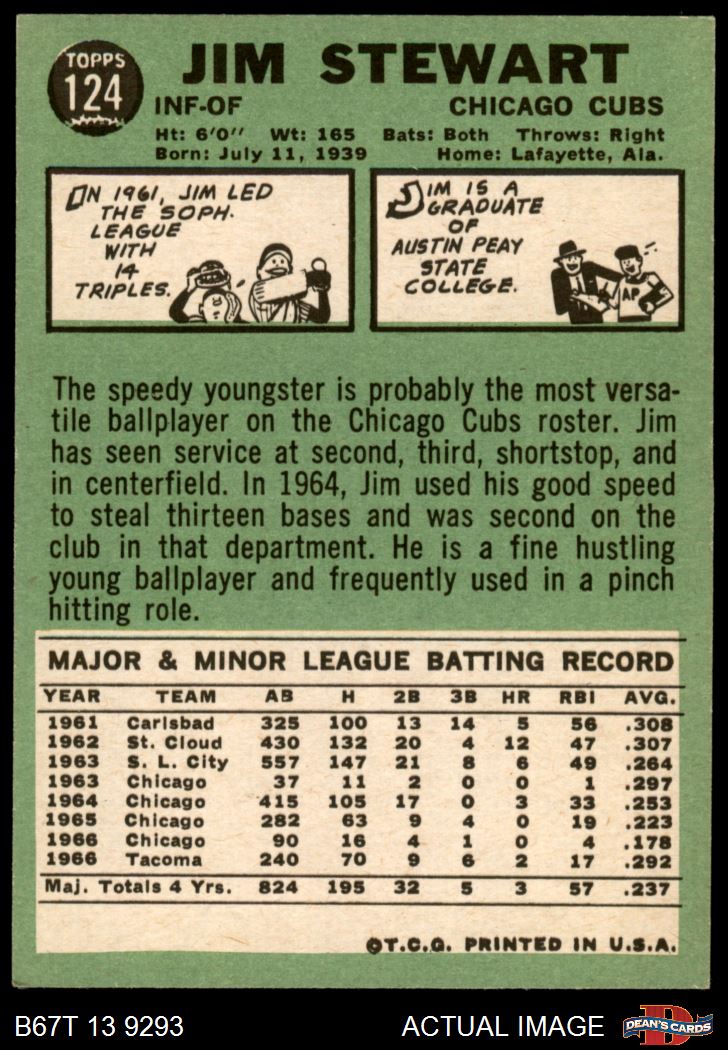 TOPPS
124
JIM STEWART
INF-OF CHICAGO CUBS
Ht: 6'0" Wt: 165 Bats: Both Throws: Right
Born: July 11, 1939 Home: Lafayette, Ala.
IN 1961, JIM LED
THE SOPH.
LEAGUE
WITH
14
TRIPLES.
JIM IS A
GRADUATE
OF
AUSTIN PEAY
STATE
COLLEGE.
AP
The speedy youngster is probably the most versa-
tile ballplayer on the Chicago Cubs roster. Jim
has seen service at second, third, shortstop, and
in centerfield. In 1964, Jim used his good speed
to steal thirteen bases and was second on the
club in that department. He is a fine hustling
young ballplayer and frequently used in a pinch
hitting role.
MAJOR & MINOR LEAGUE BATTING RECORD
YEAR TEAM AB H 2B 3B HR RBI AVG.
1961 Carlsbad 325 100 13 14 5 56 .308
1962 St. Cloud 430 132 20 4 12 47 .307
1963 S. L. City 557 147 21 8 6 49 .264
1963 Chicago 37 11 2 0 0 1 .297
1964 Chicago 415 105 17 0 3 33 .253
1965 Chicago 282 63 9 4 0 19 .223
1966 Chicago 90 16 4 1 0 4 .178
1966 Tacoma 240 70 9 6 2 17 .292
Maj. Totals 4 Yrs. 824 195 32 5 3 57 .237
©T.C.G. PRINTED IN U.S.A.
B67T 13 9293 ACTUAL IMAGE
D
DEAN'S CARDS